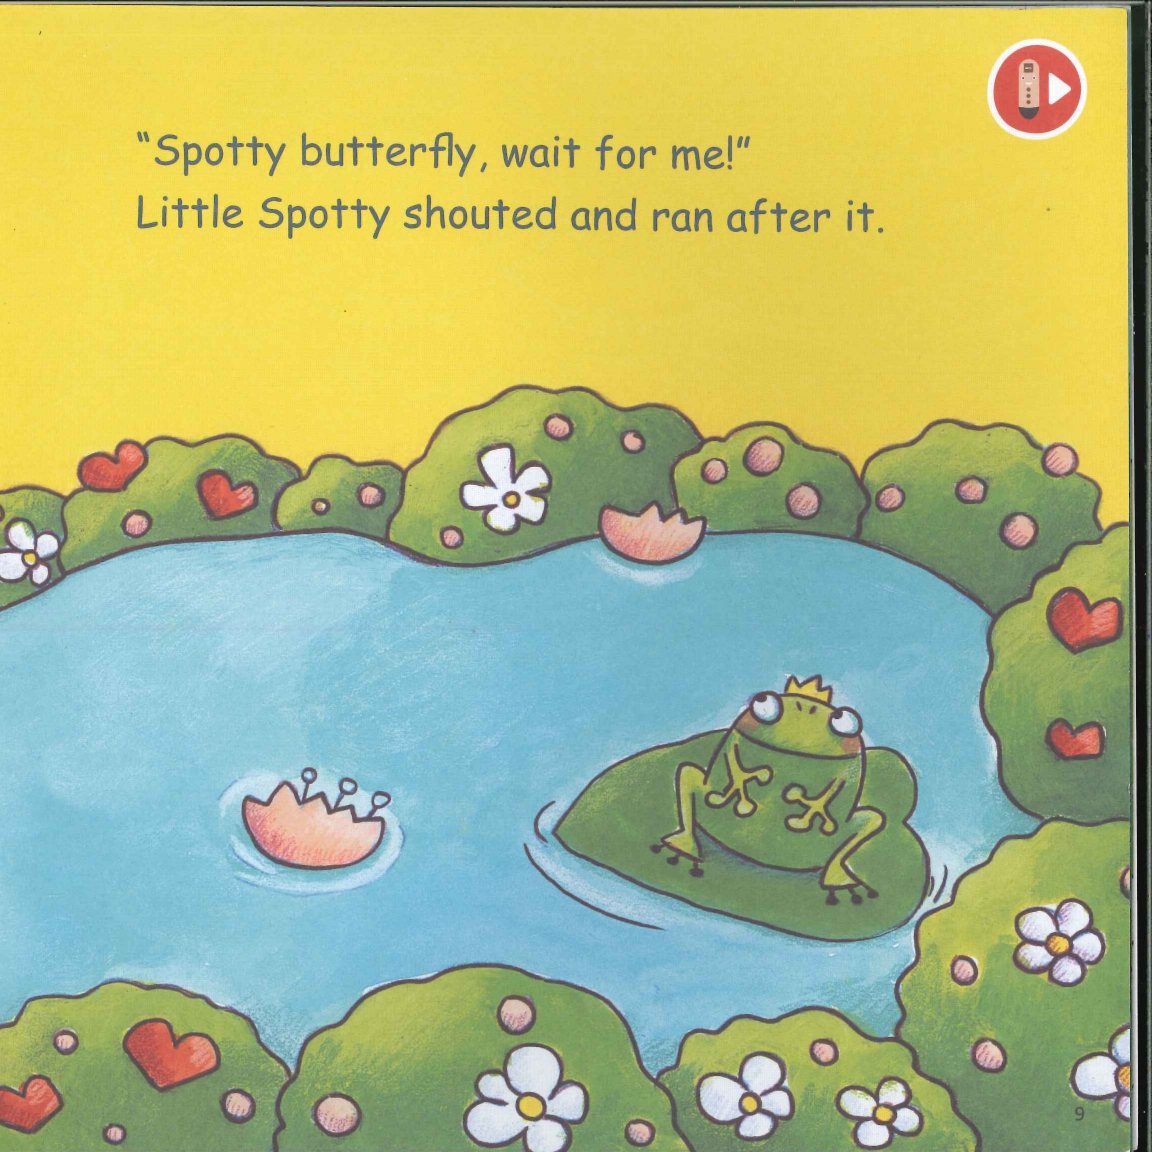 “Spotty butterfly, wait for me!”
Little Spotty shouted and ran after it.
9